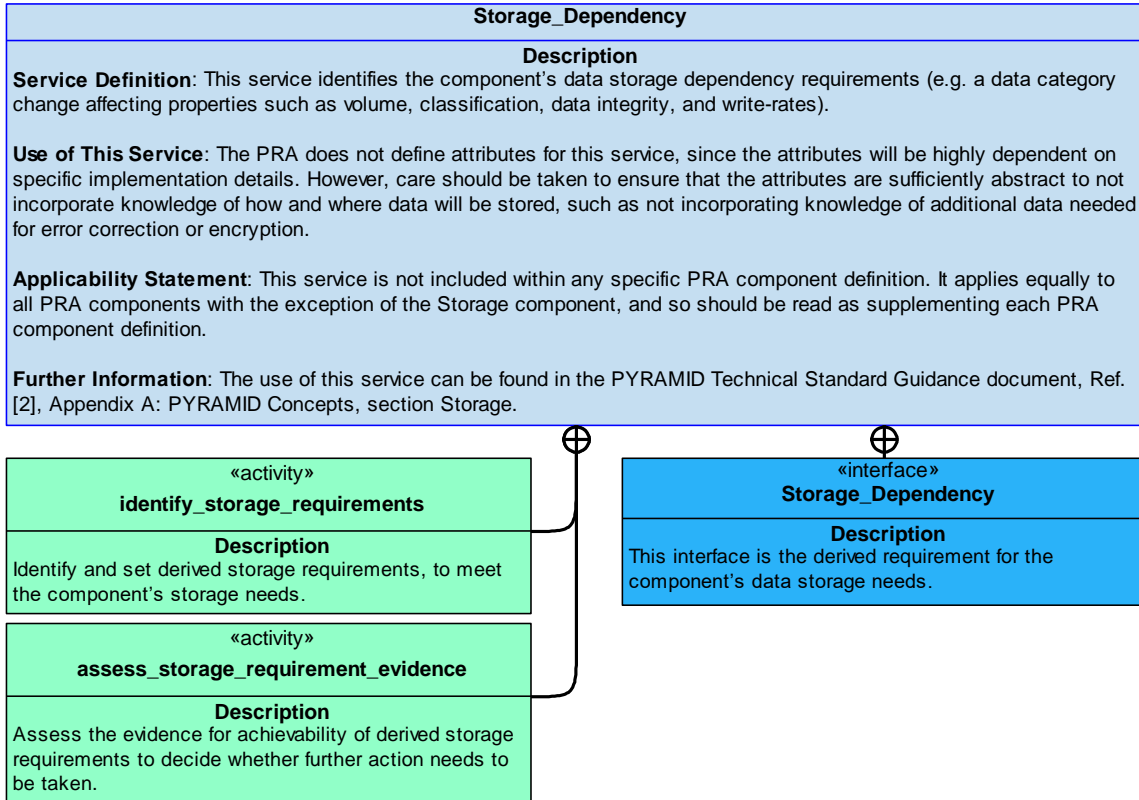 Storage_Dependency
Description
Service Definition: This service identifies the component's data storage dependency requirements (e.g. a data category
change affecting properties such as volume, classification, data integrity, and write-rates).
Use of This Service: The PRA does not define attributes for this service, since the attributes will be highly dependent on
specific implementation details. However, care should be taken to ensure that the attributes are sufficiently abstract to not
incorporate knowledge of how and where data will be stored, such as not incorporating knowledge of additional data needed
for error correction or encryption.
Applicability Statement: This service is not included within any specific PRA component definition. It applies equally to
all PRA components with the exception of the Storage component, and so should be read as supplementing each PRA
component definition.
Further Information: The use of this service can be found in the PYRAMID Technical Standard Guidance document, Ref.
[2], Appendix A: PYRAMID Concepts, section Storage.
«activity»
identify_storage_requirements
Description
Identify and set derived storage requirements, to meet
the component's storage needs.
«interface»
Storage_Dependency
Description
This interface is the derived requirement for the
component's data storage needs.
«activity»
assess_storage_requirement_evidence
Description
Assess the evidence for achievability of derived storage
requirements to decide whether further action needs to
be taken.